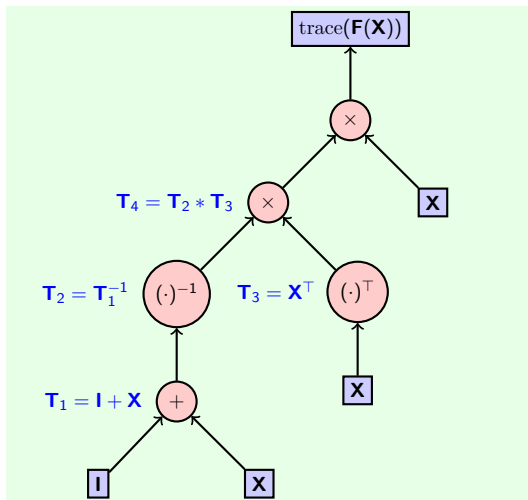 trace(F(X))
×
T₄ = T₂ ∗ T₃
×
X
T₂ = T₁⁻¹
(·)⁻¹
T₃ = X⊤
(·)⊤
X
T₁ = I + X
+
I
X